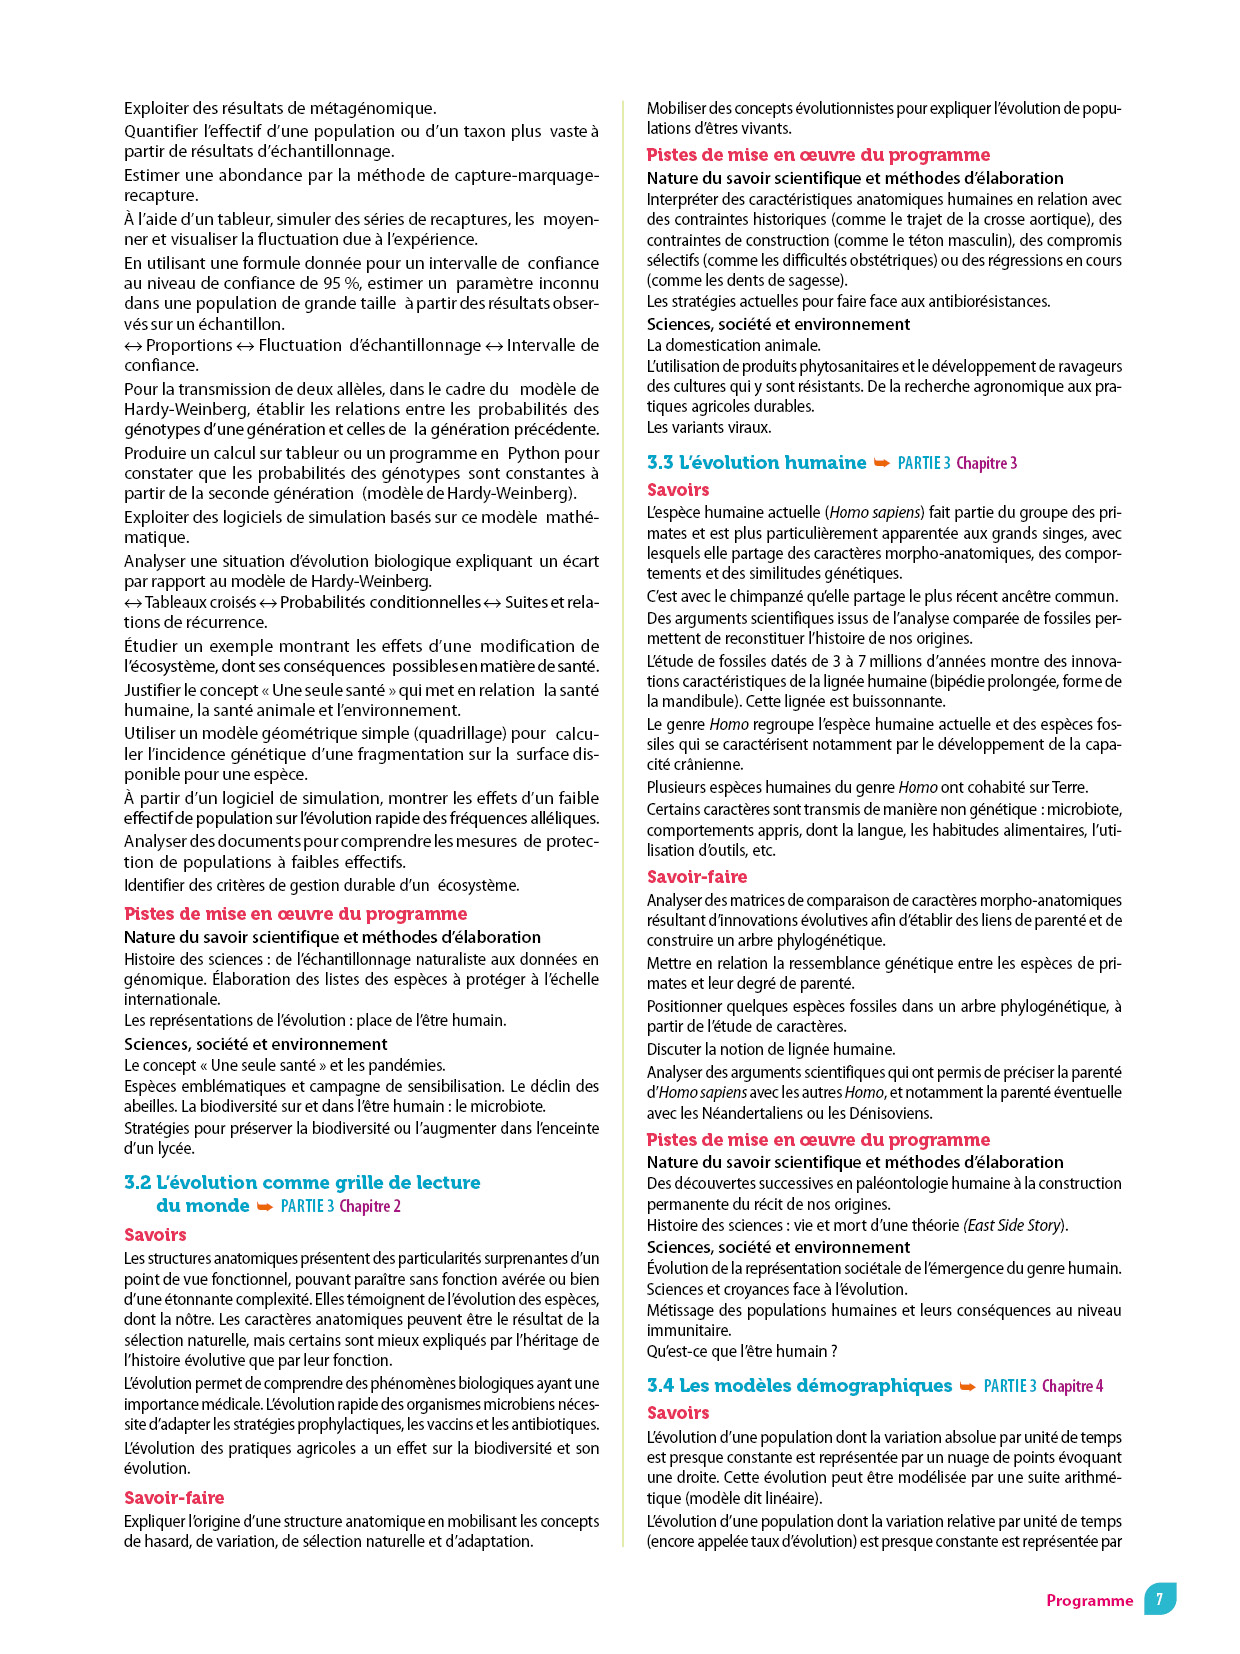 Exploiter des résultats de métagénomique.
Quantifier l’effectif d’une population ou d’un taxon plus vaste à
partir de résultats d’échantillonnage.
Estimer une abondance par la méthode de capture-marquage-
recapture.
À l’aide d’un tableur, simuler des séries de recaptures, les moyen-
ner et visualiser la fluctuation due à l’expérience.
En utilisant une formule donnée pour un intervalle de confiance
au niveau de confiance de 95 %, estimer un paramètre inconnu
dans une population de grande taille à partir des résultats obser-
vés sur un échantillon.
↔ Proportions ↔ Fluctuation d’échantillonnage ↔ Intervalle de
confiance.
Pour la transmission de deux allèles, dans le cadre du modèle de
Hardy-Weinberg, établir les relations entre les probabilités des
génotypes d’une génération et celles de la génération précédente.
Produire un calcul sur tableur ou un programme en Python pour
constater que les probabilités des génotypes sont constantes à
partir de la seconde génération (modèle de Hardy-Weinberg).
Exploiter des logiciels de simulation basés sur ce modèle mathé-
matique.
Analyser une situation d’évolution biologique expliquant un écart
par rapport au modèle de Hardy-Weinberg.
↔ Tableaux croisés ↔ Probabilités conditionnelles ↔ Suites et rela-
tions de récurrence.
Étudier un exemple montrant les effets d’une modification de
l’écosystème, dont ses conséquences possibles en matière de santé.
Justifier le concept « Une seule santé » qui met en relation la santé
humaine, la santé animale et l’environnement.
Utiliser un modèle géométrique simple (quadrillage) pour calcu-
ler l’incidence génétique d’une fragmentation sur la surface dis-
ponible pour une espèce.
À partir d’un logiciel de simulation, montrer les effets d’un faible
effectif de population sur l’évolution rapide des fréquences alléliques.
Analyser des documents pour comprendre les mesures de protec-
tion de populations à faibles effectifs.
Identifier des critères de gestion durable d’un écosystème.
Pistes de mise en œuvre du programme
Nature du savoir scientifique et méthodes d’élaboration
Histoire des sciences : de l’échantillonnage naturaliste aux données en
génomique. Élaboration des listes des espèces à protéger à l’échelle
internationale.
Les représentations de l’évolution : place de l’être humain.
Sciences, société et environnement
Le concept « Une seule santé » et les pandémies.
Espèces emblématiques et campagne de sensibilisation. Le déclin des
abeilles. La biodiversité sur et dans l’être humain : le microbiote.
Stratégies pour préserver la biodiversité ou l’augmenter dans l’enceinte
d’un lycée.
3.2 L’évolution comme grille de lecture
du monde ➥ PARTIE 3 Chapitre 2
Savoirs
Les structures anatomiques présentent des particularités surprenantes d’un
point de vue fonctionnel, pouvant paraître sans fonction avérée ou bien
d’une étonnante complexité. Elles témoignent de l’évolution des espèces,
dont la nôtre. Les caractères anatomiques peuvent être le résultat de la
sélection naturelle, mais certains sont mieux expliqués par l’héritage de
l’histoire évolutive que par leur fonction.
L’évolution permet de comprendre des phénomènes biologiques ayant une
importance médicale. L’évolution rapide des organismes microbiens néces-
site d’adapter les stratégies prophylactiques, les vaccins et les antibiotiques.
L’évolution des pratiques agricoles a un effet sur la biodiversité et son
évolution.
Savoir-faire
Expliquer l’origine d’une structure anatomique en mobilisant les concepts
de hasard, de variation, de sélection naturelle et d’adaptation.
Mobiliser des concepts évolutionnistes pour expliquer l’évolution de popu-
lations d’êtres vivants.
Pistes de mise en œuvre du programme
Nature du savoir scientifique et méthodes d’élaboration
Interpréter des caractéristiques anatomiques humaines en relation avec
des contraintes historiques (comme le trajet de la crosse aortique), des
contraintes de construction (comme le téton masculin), des compromis
sélectifs (comme les difficultés obstétriques) ou des régressions en cours
(comme les dents de sagesse).
Les stratégies actuelles pour faire face aux antibiorésistances.
Sciences, société et environnement
La domestication animale.
L’utilisation de produits phytosanitaires et le développement de ravageurs
des cultures qui y sont résistants. De la recherche agronomique aux pra-
tiques agricoles durables.
Les variants viraux.
3.3 L’évolution humaine ➥ PARTIE 3 Chapitre 3
Savoirs
L’espèce humaine actuelle (Homo sapiens) fait partie du groupe des pri-
mates et est plus particulièrement apparentée aux grands singes, avec
lesquels elle partage des caractères morpho-anatomiques, des compor-
tements et des similitudes génétiques.
C’est avec le chimpanzé qu’elle partage le plus récent ancêtre commun.
Des arguments scientifiques issus de l’analyse comparée de fossiles per-
mettent de reconstituer l’histoire de nos origines.
L’étude de fossiles datés de 3 à 7 millions d’années montre des innova-
tions caractéristiques de la lignée humaine (bipédie prolongée, forme de
la mandibule). Cette lignée est buissonnante.
Le genre Homo regroupe l’espèce humaine actuelle et des espèces fos-
siles qui se caractérisent notamment par le développement de la capa-
cité crânienne.
Plusieurs espèces humaines du genre Homo ont cohabité sur Terre.
Certains caractères sont transmis de manière non génétique : microbiote,
comportements appris, dont la langue, les habitudes alimentaires, l’uti-
lisation d’outils, etc.
Savoir-faire
Analyser des matrices de comparaison de caractères morpho-anatomiques
résultant d’innovations évolutives afin d’établir des liens de parenté et de
construire un arbre phylogénétique.
Mettre en relation la ressemblance génétique entre les espèces de pri-
mates et leur degré de parenté.
Positionner quelques espèces fossiles dans un arbre phylogénétique, à
partir de l’étude de caractères.
Discuter la notion de lignée humaine.
Analyser des arguments scientifiques qui ont permis de préciser la parenté
d’Homo sapiens avec les autres Homo, et notamment la parenté éventuelle
avec les Néandertaliens ou les Dénisoviens.
Pistes de mise en œuvre du programme
Nature du savoir scientifique et méthodes d’élaboration
Des découvertes successives en paléontologie humaine à la construction
permanente du récit de nos origines.
Histoire des sciences : vie et mort d’une théorie (East Side Story).
Sciences, société et environnement
Évolution de la représentation sociétale de l’émergence du genre humain.
Sciences et croyances face à l’évolution.
Métissage des populations humaines et leurs conséquences au niveau
immunitaire.
Qu’est-ce que l’être humain ?
3.4 Les modèles démographiques ➥ PARTIE 3 Chapitre 4
Savoirs
L’évolution d’une population dont la variation absolue par unité de temps
est presque constante est représentée par un nuage de points évoquant
une droite. Cette évolution peut être modélisée par une suite arithmé-
tique (modèle dit linéaire).
L’évolution d’une population dont la variation relative par unité de temps
(encore appelée taux d’évolution) est presque constante est représentée par
Programme 7